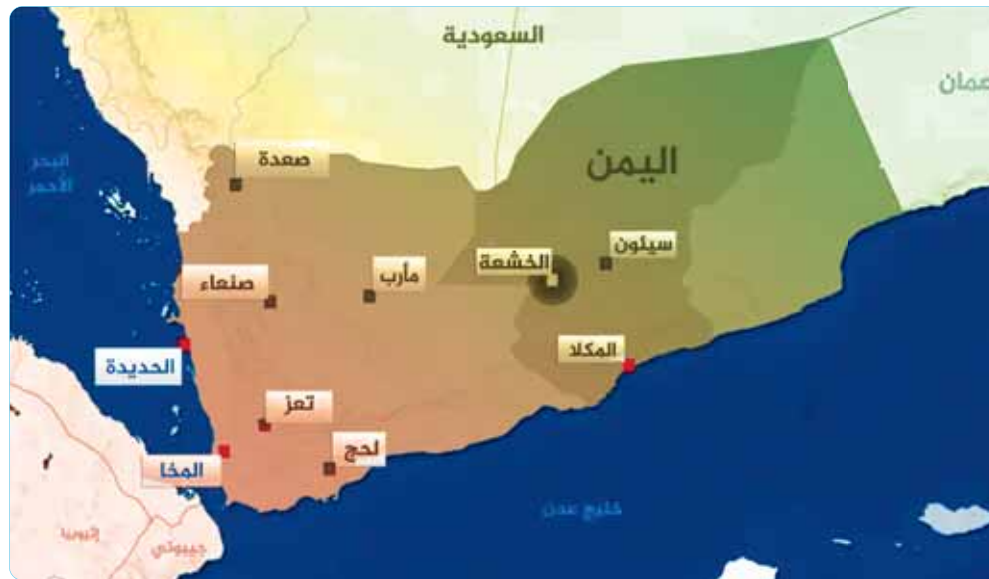 السعودية
عمان
البحر
الأحمر
صعدة
اليمن
سيئون
الخشعة
مأرب
صنعاء
المكلا
الحديدة
تعز
لحج
المخا
خليج عدن
إثيوبيا
جيبوتي